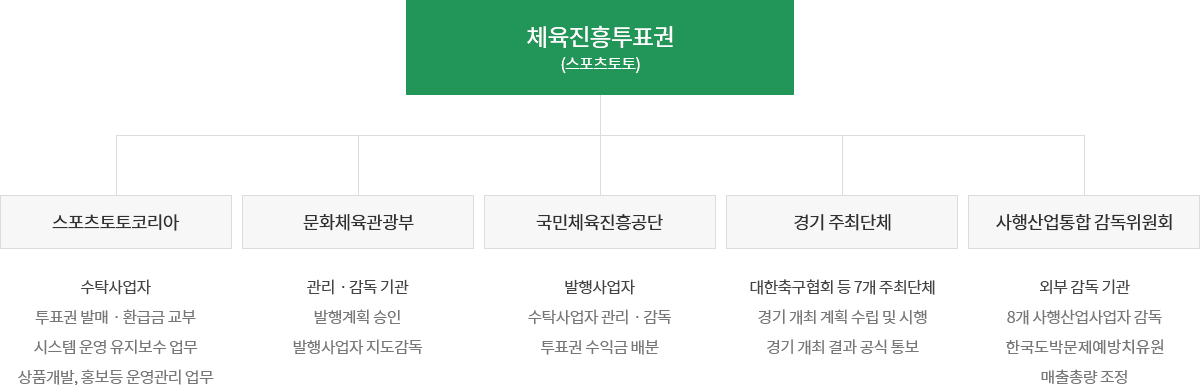 체육진흥투표권
(스포츠토토)
스포츠토토코리아
수탁사업자
투표권 발매 · 환급금 교부
시스템 운영 유지보수 업무
상품개발, 홍보등 운영관리 업무
문화체육관광부
관리 · 감독 기관
발행계획 승인
발행사업자 지도감독
국민체육진흥공단
발행사업자
수탁사업자 관리 · 감독
투표권 수익금 배분
경기 주최단체
대한축구협회 등 7개 주최단체
경기 개최 계획 수립 및 시행
경기 개최 결과 공식 통보
사행산업통합 감독위원회
외부 감독 기관
8개 사행산업사업자 감독
한국도박문제예방치유원
매출총량 조정